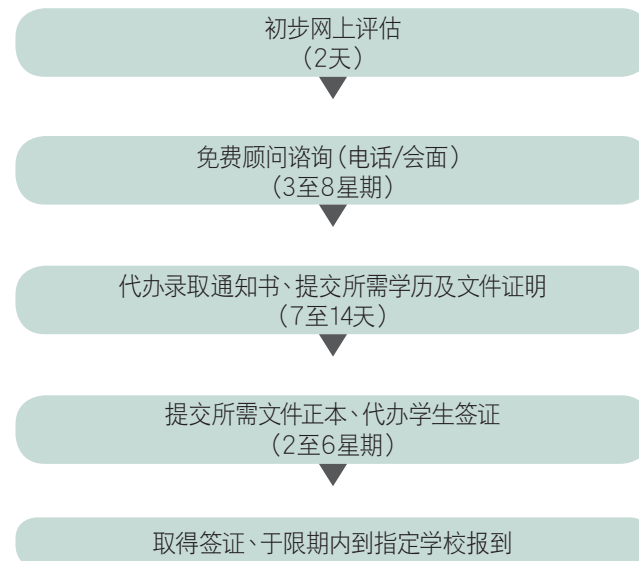 初步网上评估
（2天）
免费顾问谘询（电话/会面）
（3至8星期）
代办录取通知书、提交所需学历及文件证明
（7至14天）
提交所需文件正本、代办学生签证
（2至6星期）
取得签证、于限期内到指定学校报到